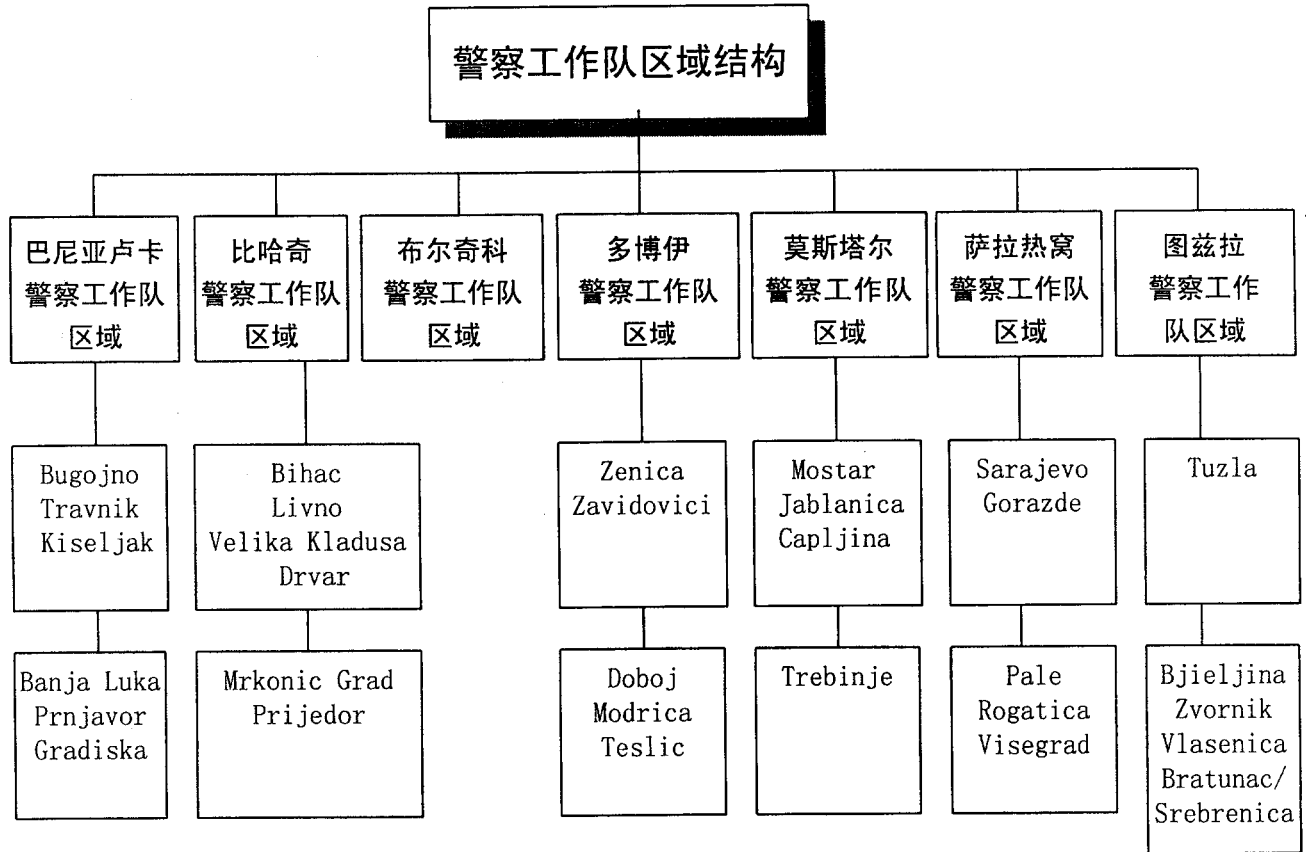 警察工作队区域结构
巴尼亚卢卡
警察工作队
区域
比哈奇
警察工作队
区域
布尔奇科
警察工作队
区域
多博伊
警察工作队
区域
莫斯塔尔
警察工作队
区域
萨拉热窝
警察工作队
区域
图兹拉
警察工作
队区域
Bugojno
Travnik
Kiseljak
Bihac
Livno
Velika Kladusa
Drvar
Zenica
Zavidovici
Mostar
Jablanica
Capljina
Sarajevo
Gorazde
Tuzla
Banja Luka
Prnjavor
Gradiska
Mrkonic Grad
Prijedor
Doboj
Modrica
Teslic
Trebinje
Pale
Rogatica
Visegrad
Bjieljina
Zvornik
Vlasenica
Bratunac/
Srebrenica